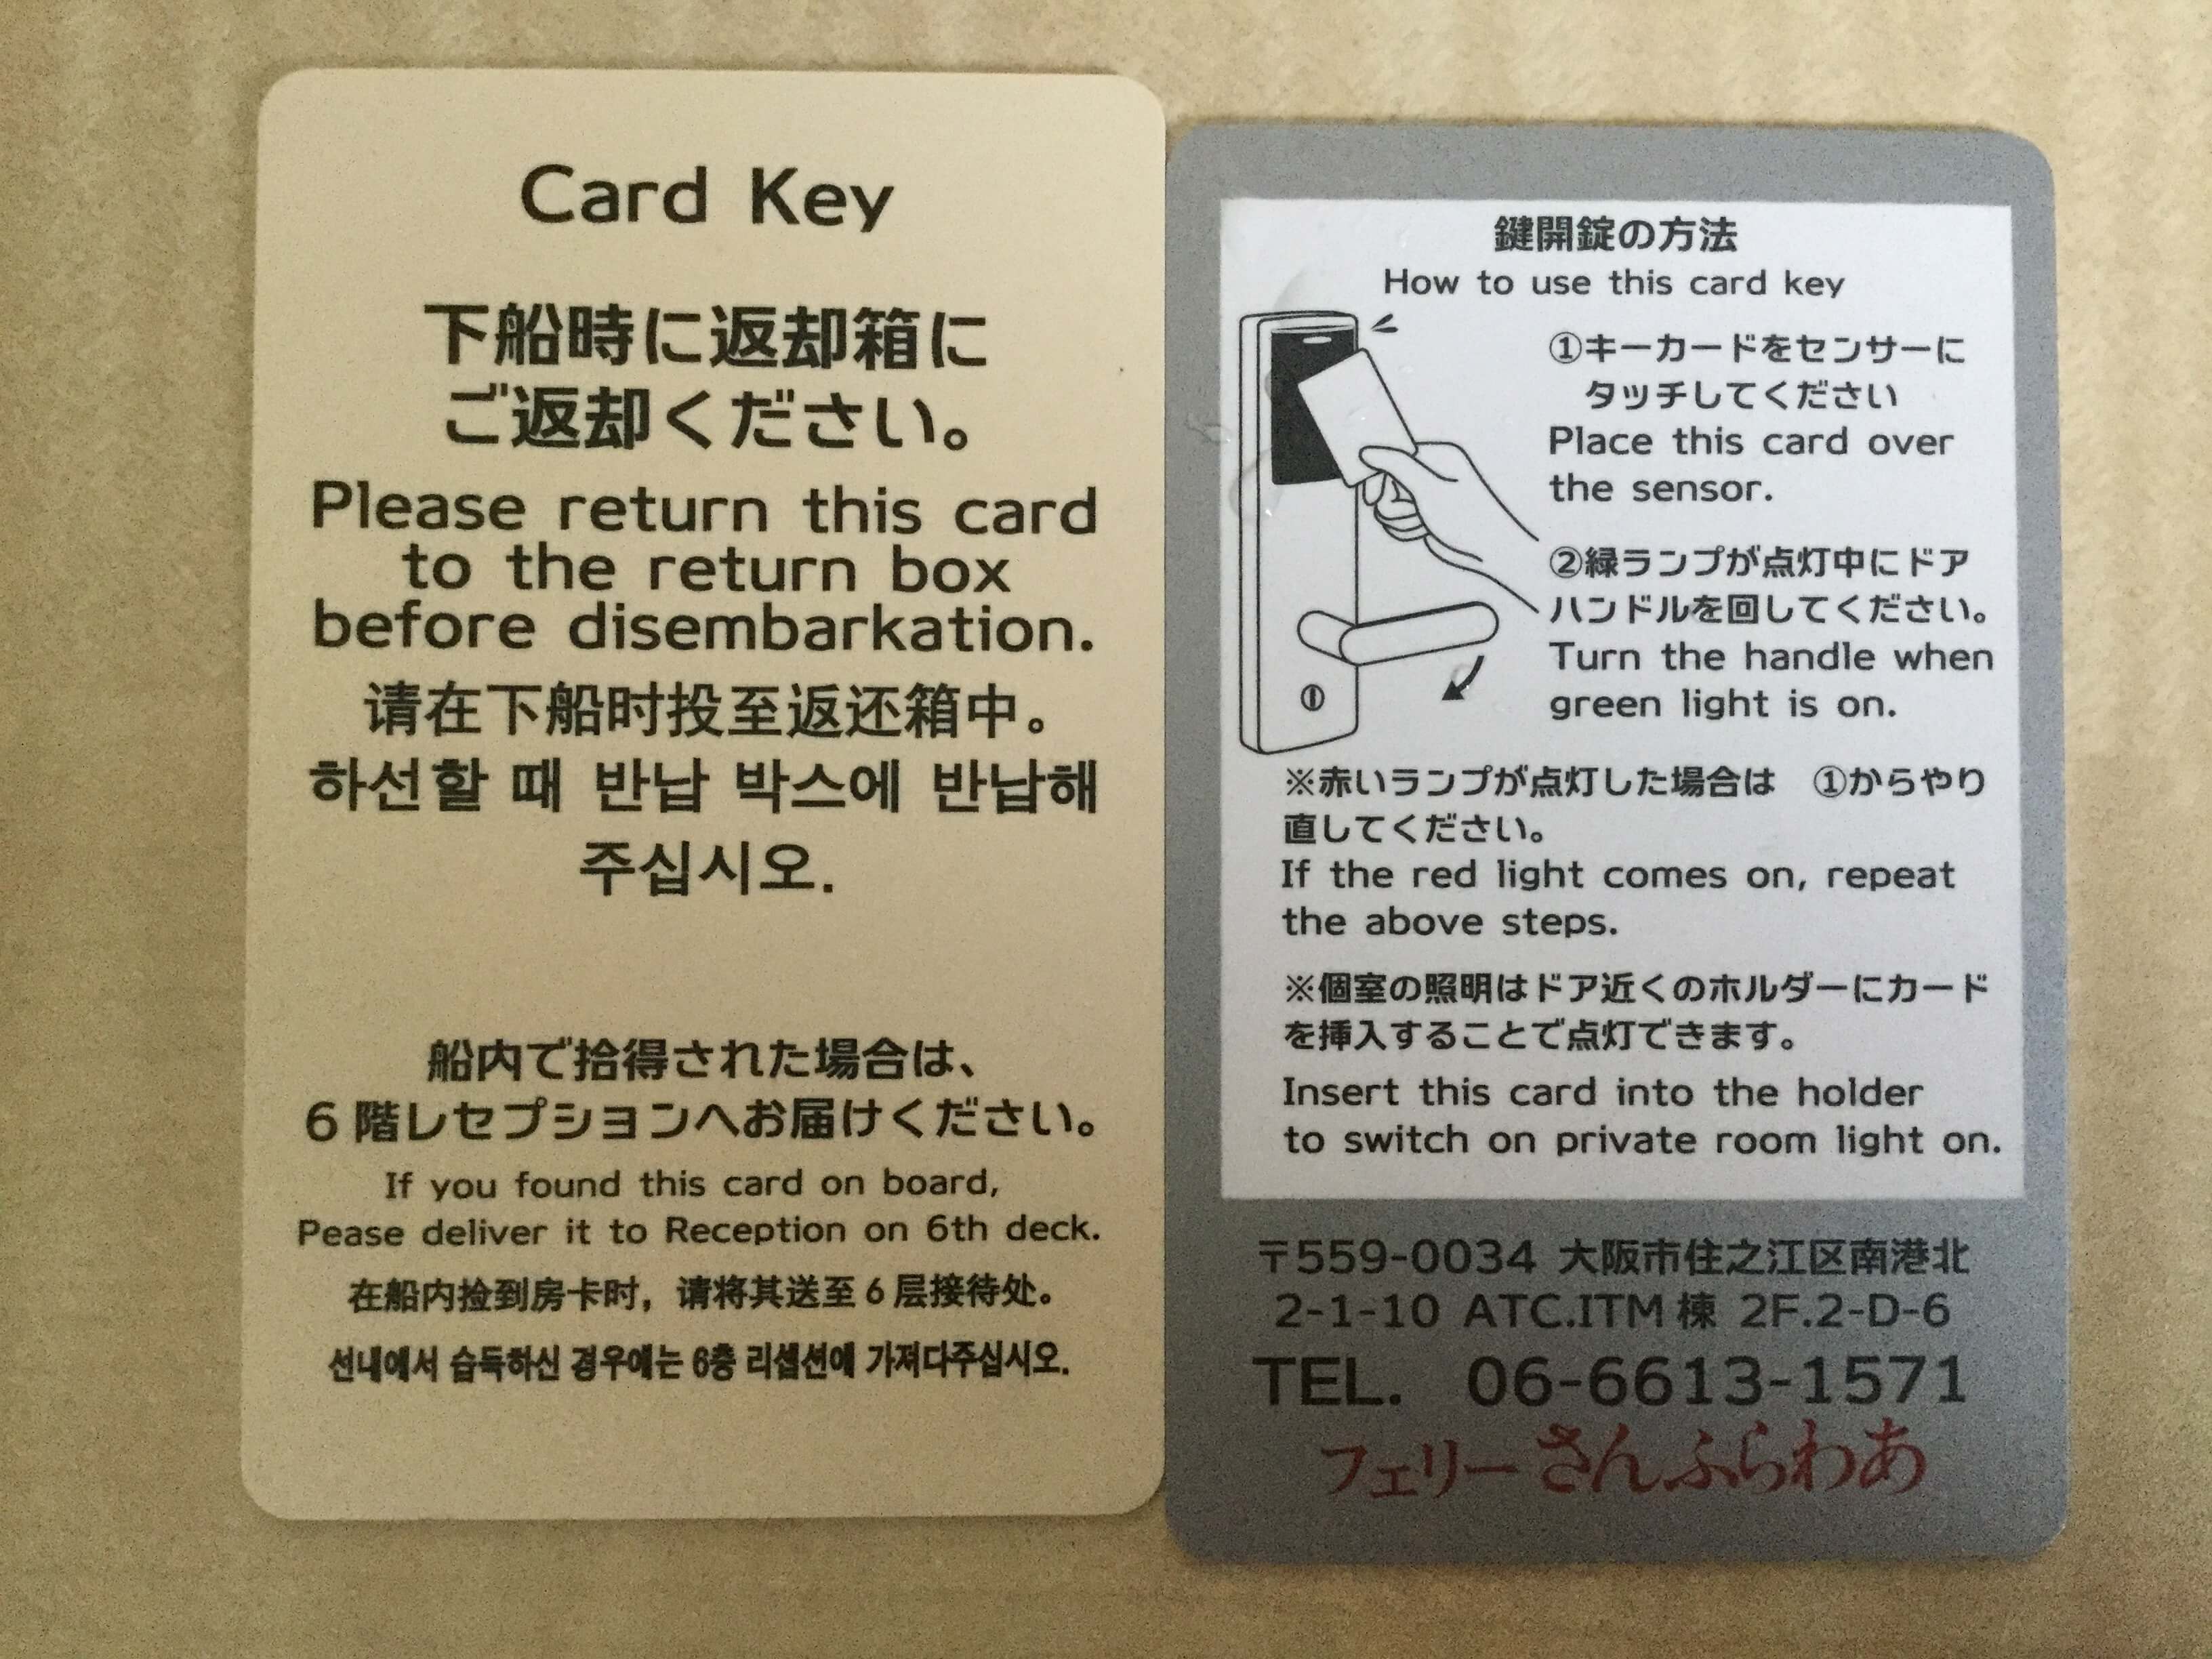 Card Key
下船時に返却箱に
ご返却ください。
Please return this card
to the return box
before disembarkation.
请在下船时投至返还箱中。
하선할 때 반납 박스에 반납해
주십시오.
船内で拾得された場合は、
6階レセプションへお届けください。
If you found this card on board,
Pease deliver it to Reception on 6th deck.
在船内捡到房卡时，请将其送至6层接待处。
선내에서 습득하신 경우에는 6층 리셉션에 가져다주십시오.
鍵開錠の方法
How to use this card key
①キーカードをセンサーに
タッチしてください
Place this card over
the sensor.
②緑ランプが点灯中にドア
ハンドルを回してください。
Turn the handle when
green light is on.
※赤いランプが点灯した場合は ①からやり
直してください。
If the red light comes on, repeat
the above steps.
※個室の照明はドア近くのホルダーにカード
を挿入することで点灯できます。
Insert this card into the holder
to switch on private room light on.
〒559-0034 大阪市住之江区南港北
2-1-10 ATC.ITM棟 2F.2-D-6
TEL. 06-6613-1571
フェリーさんふらわあ